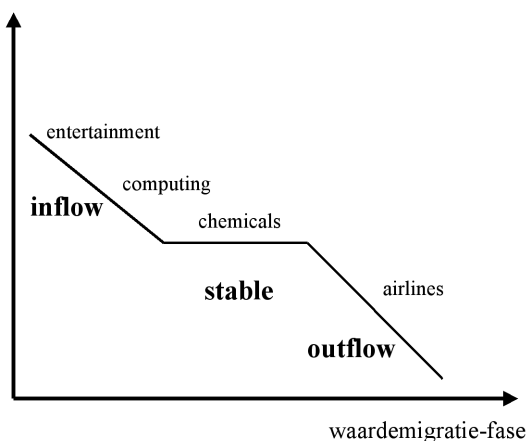 entertainment
computing
inflow
chemicals
stable
airlines
outflow
waardemigratie-fase